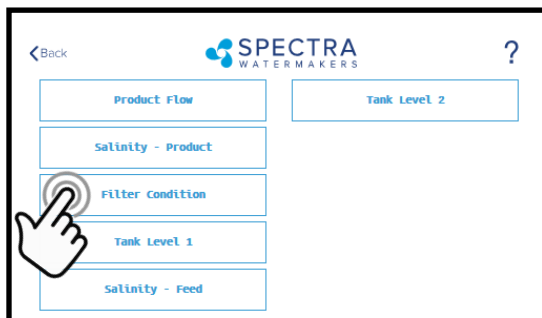 Back
SPECTRA
WATERMAKERS
?
Product Flow
Tank Level 2
Salinity - Product
Filter Condition
Tank Level 1
Salinity - Feed